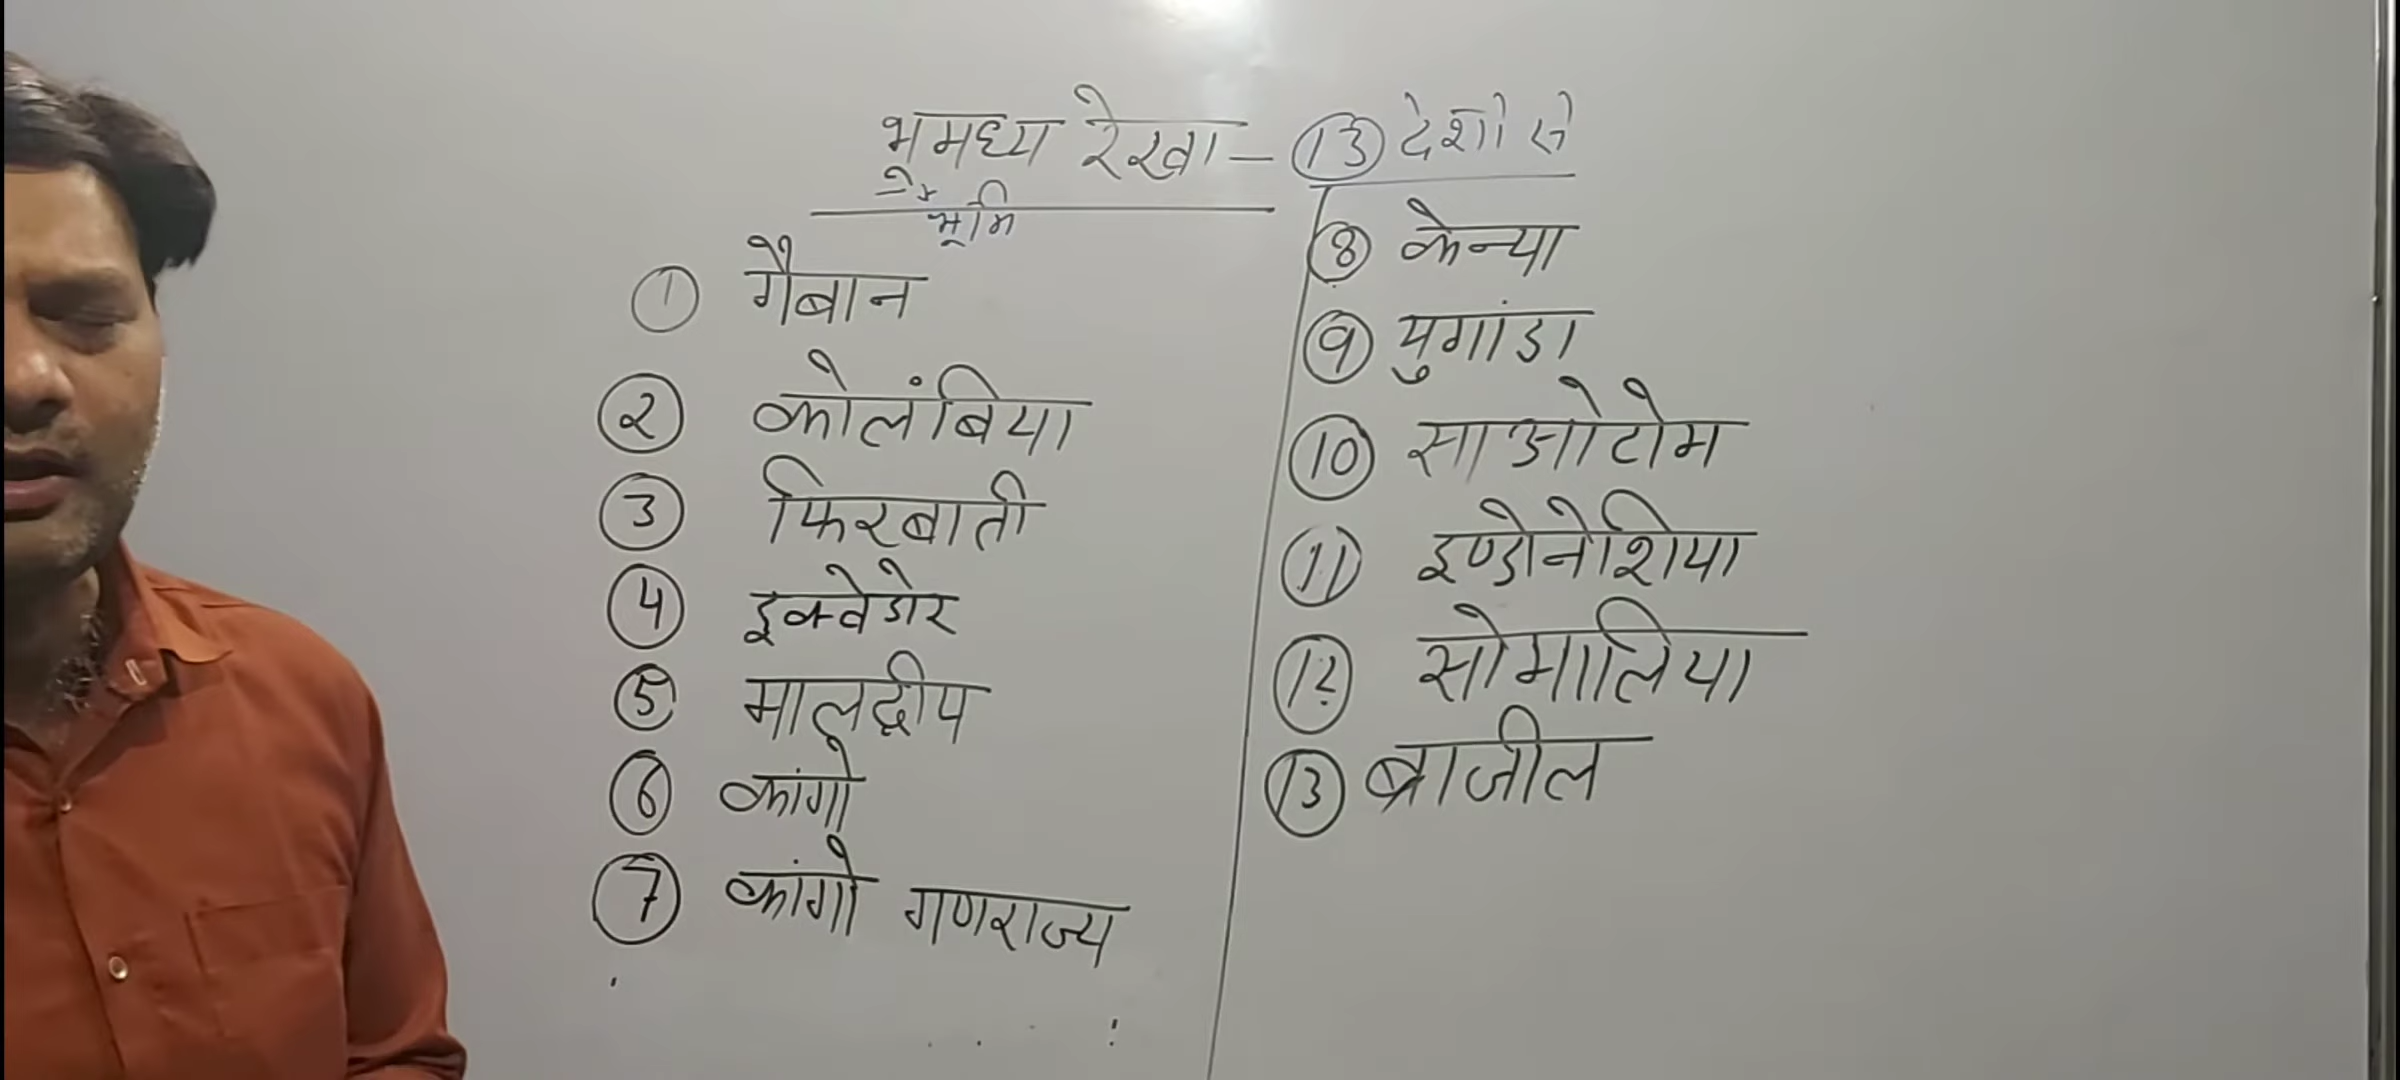 भूमध्य रेखा – 13 देशो से
भूमि
1 गैबान
2 कोलंबिया
3 किरबाती
4 इक्वेडोर
5 मालद्वीप
6 कांगो
7 कांगो गणराज्य
8 केन्या
9 युगांडा
10 साओटोम
11 इण्डोनेशिया
12 सोमालिया
13 ब्राजील